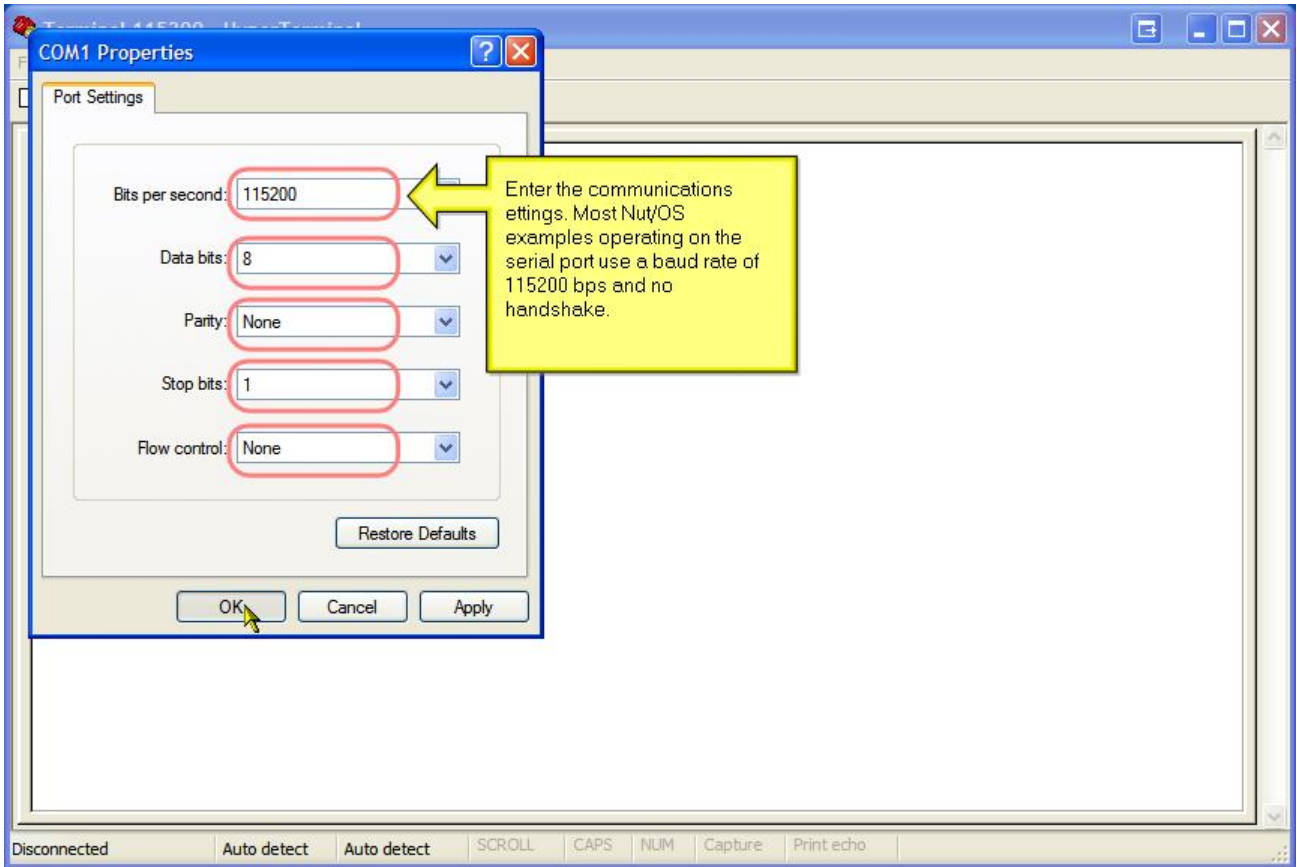 Terminal 115200 - HyperTerminal
COM1 Properties
F
Port Settings
Bits per second: 115200
Data bits: 8
Parity: None
Stop bits: 1
Flow control: None
Restore Defaults
OK Cancel Apply
Enter the communications
ettings. Most Nut/OS
examples operating on the
serial port use a baud rate of
115200 bps and no
handshake.
Disconnected Auto detect Auto detect SCROLL CAPS NUM Capture Print echo